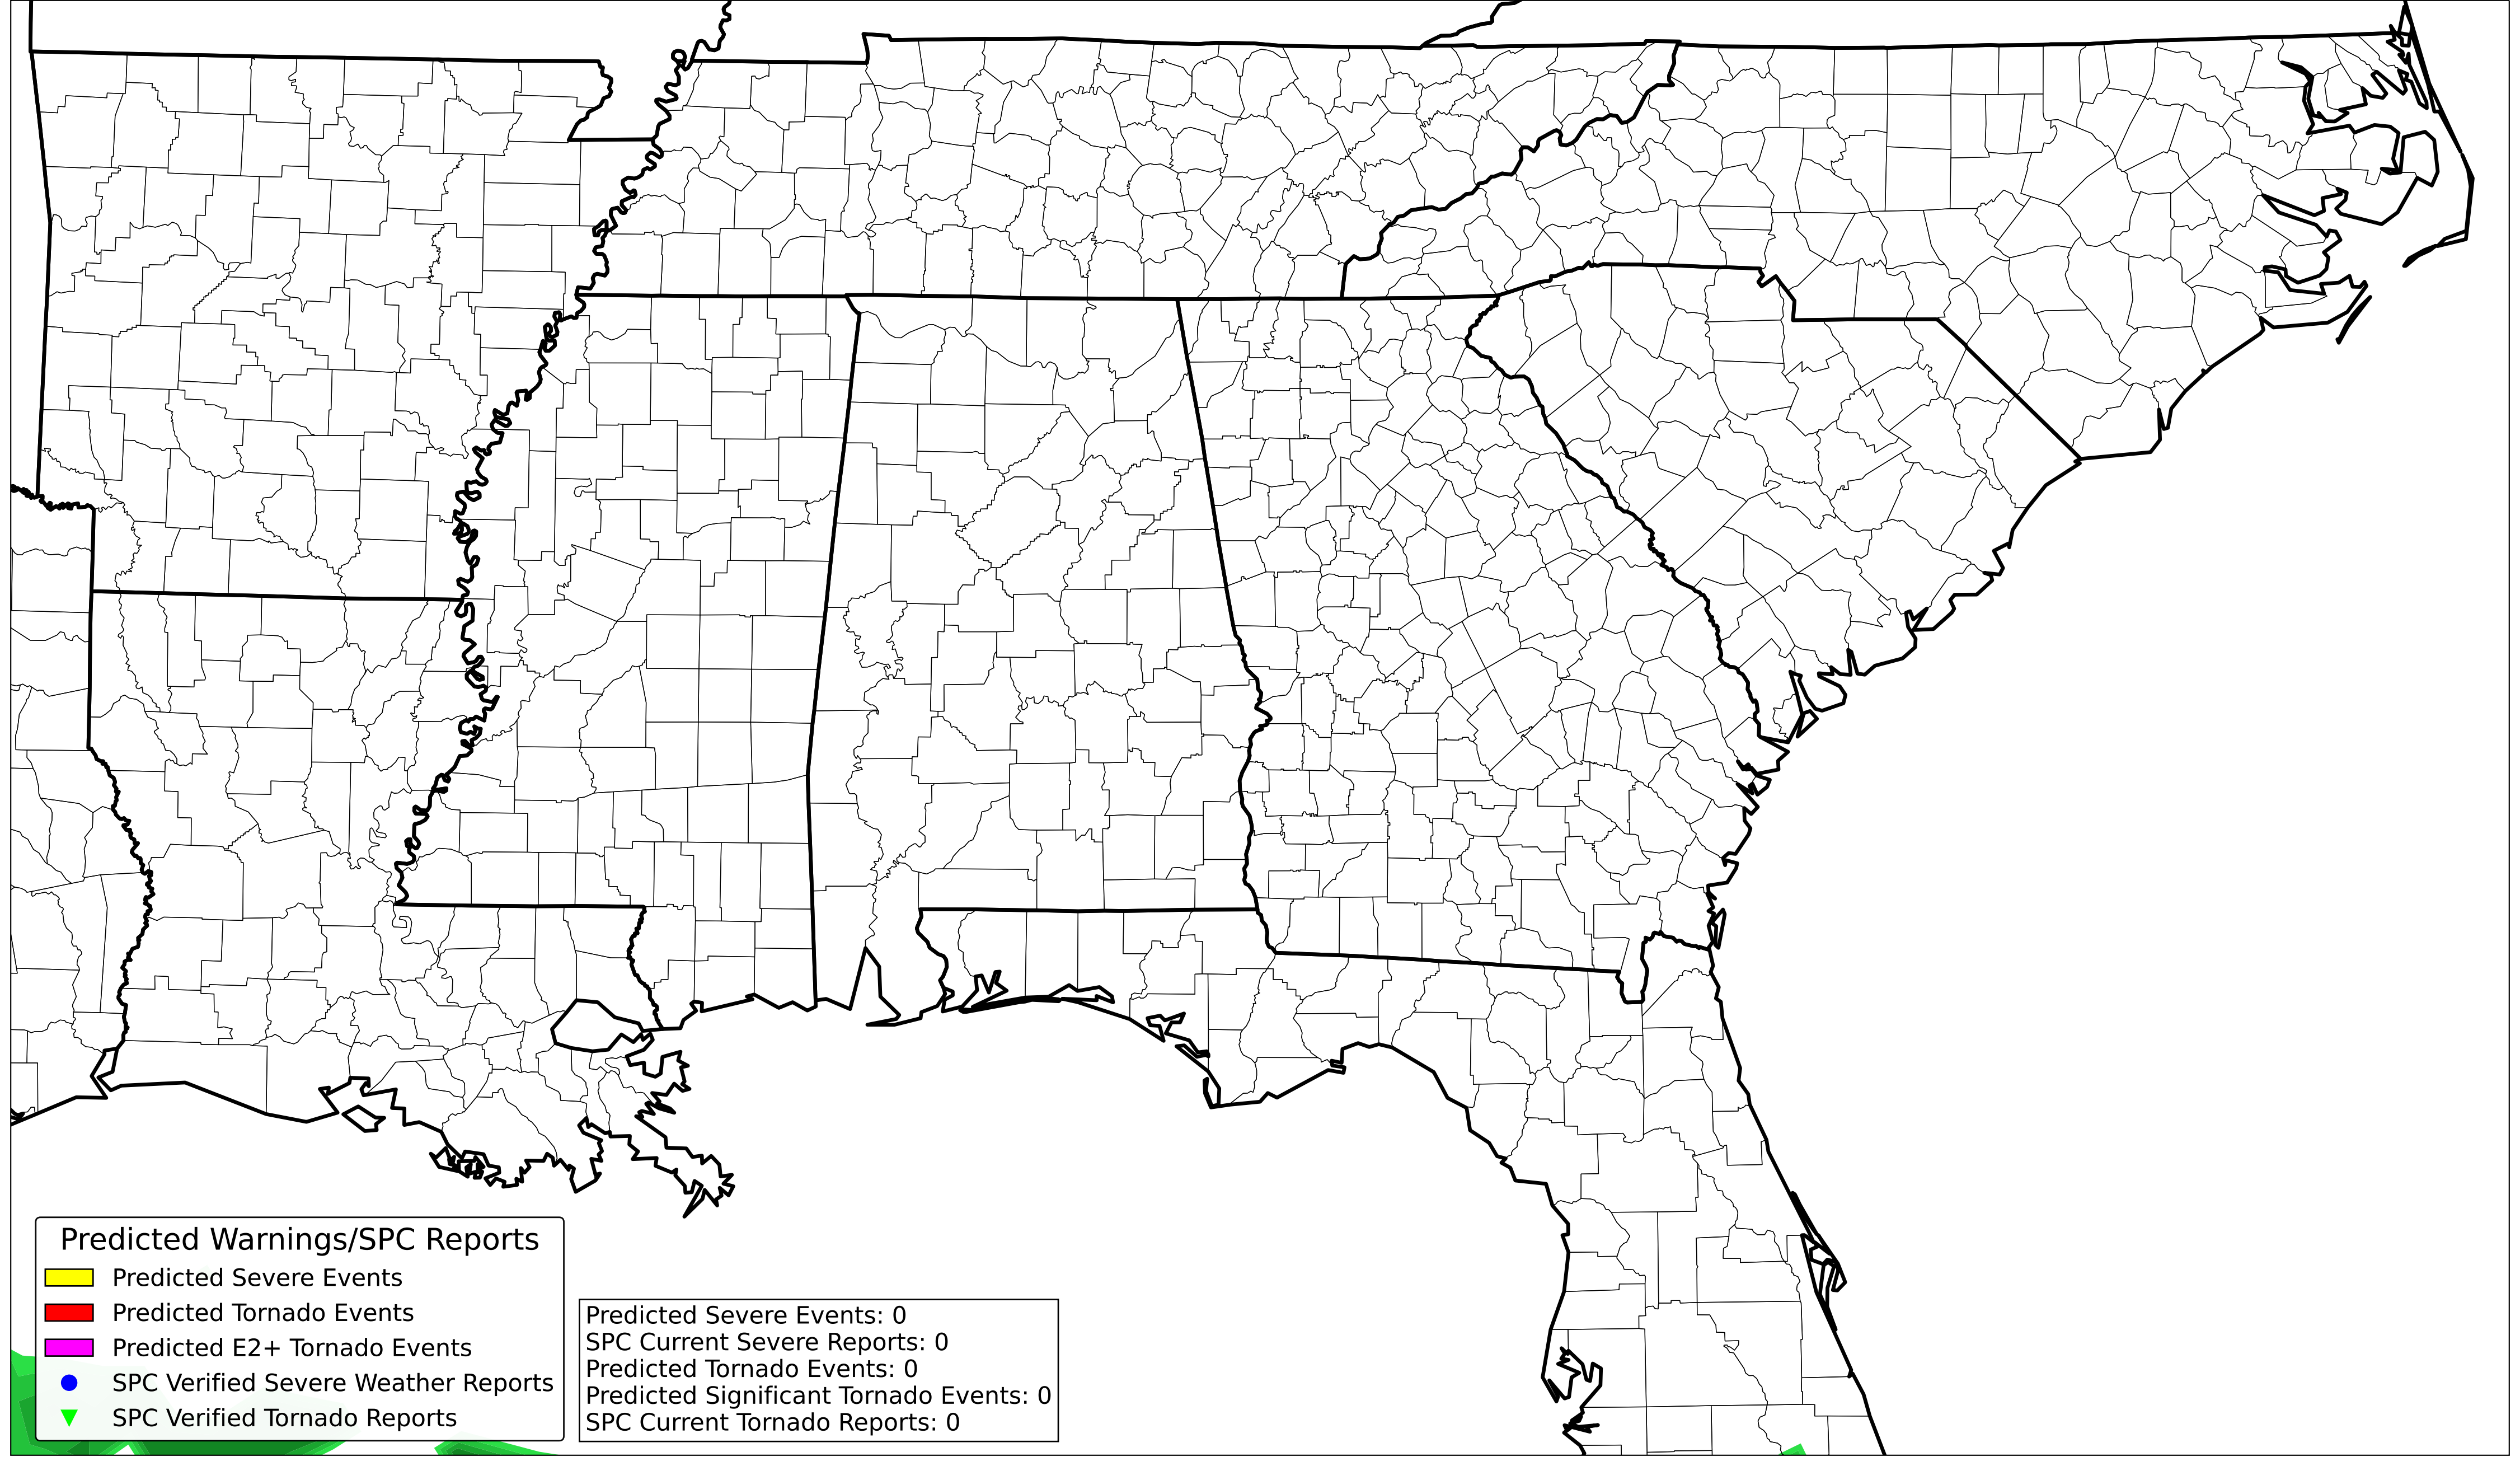 Predicted Warnings/SPC Reports
Predicted Severe Events
Predicted Tornado Events
Predicted E2+ Tornado Events
SPC Verified Severe Weather Reports
SPC Verified Tornado Reports
Predicted Severe Events: 0
SPC Current Severe Reports: 0
Predicted Tornado Events: 0
Predicted Significant Tornado Events: 0
SPC Current Tornado Reports: 0